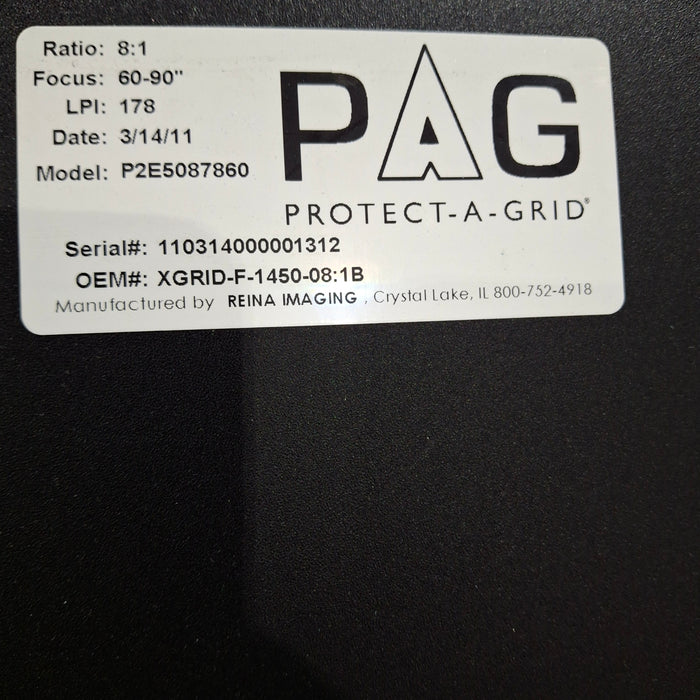 Ratio: 8:1
Focus: 60-90"
LPI: 178
Date: 3/14/11
Model: P2E5087860
PAG
PROTECT-A-GRID®
Serial#: 110314000001312
OEM#: XGRID-F-1450-08:1B
Manufactured by REINA IMAGING , Crystal Lake, IL 800-752-4918